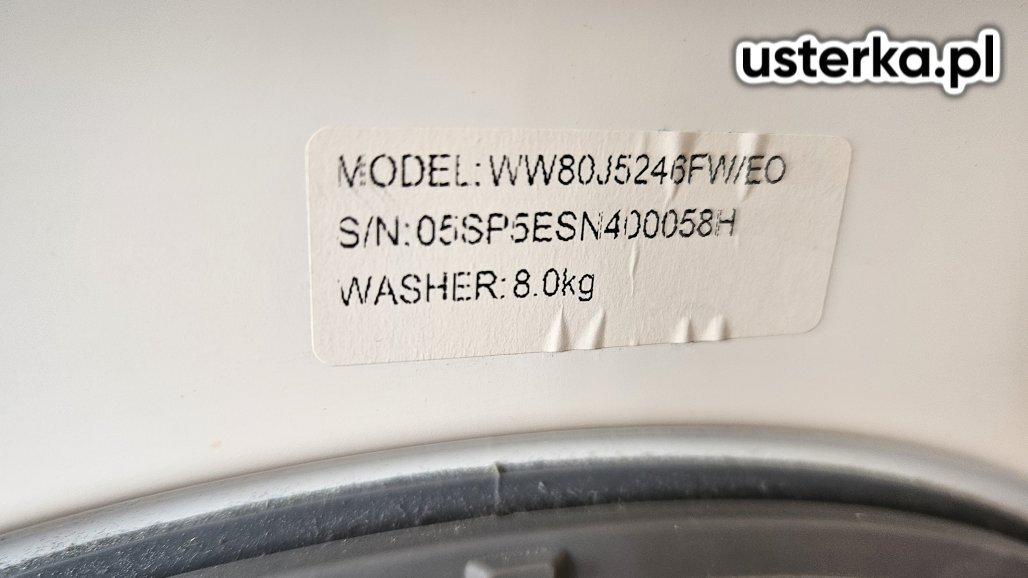 usterka.pl
MODEL: WW80J5246FW/EO
S/N: 05SP5ESN400058H
WASHER: 8.0kg